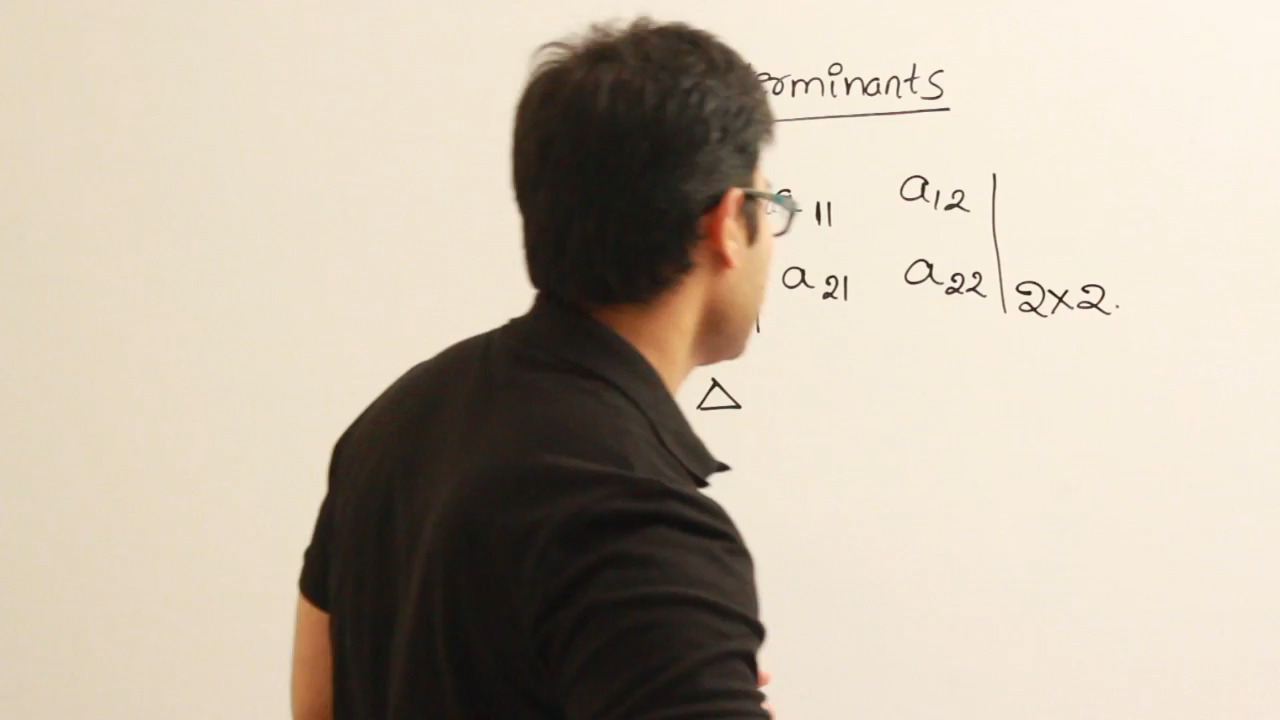 erminants
a11 a12
a21 a22 2×2.
Δ